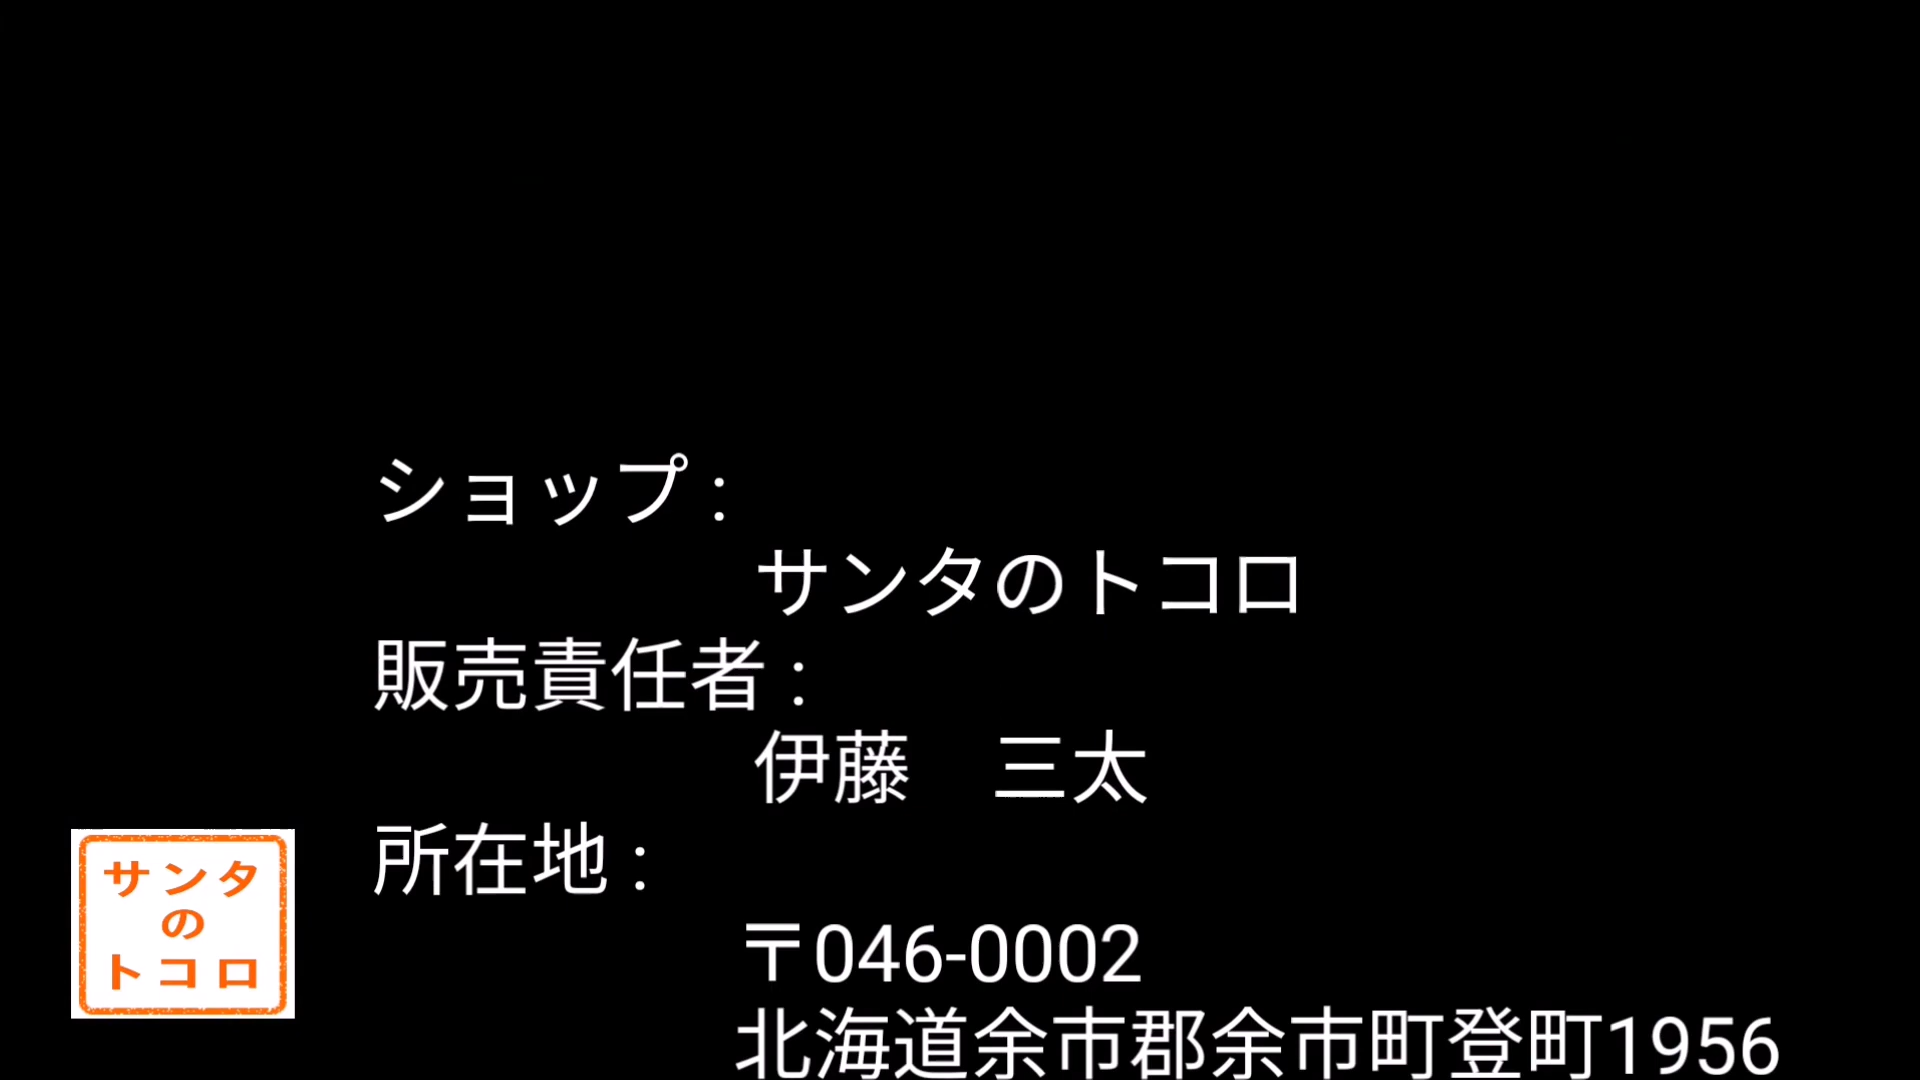 ショップ :
サンタのトコロ
販売責任者 :
伊藤　三太
所在地 :
〒046-0002
北海道余市郡余市町登町1956
サンタ
の
トコロ